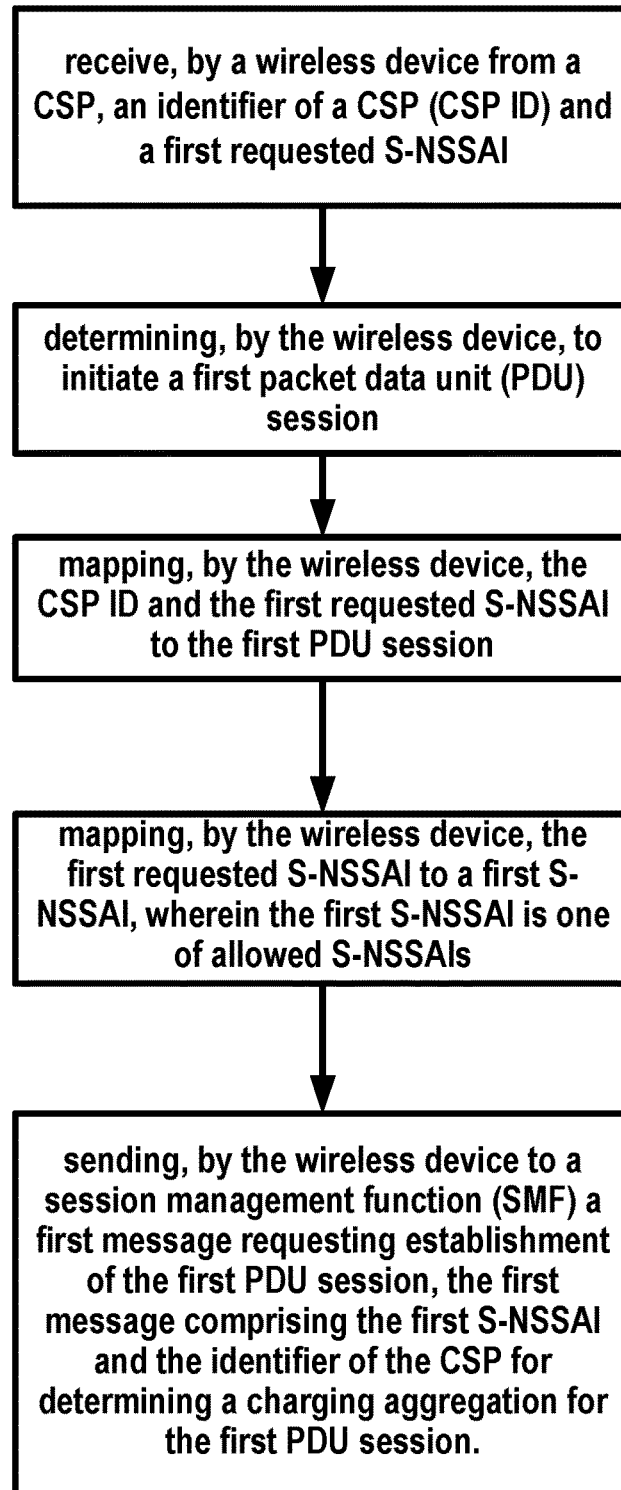 receive, by a wireless device from a
CSP, an identifier of a CSP (CSP ID) and
a first requested S-NSSAI
determining, by the wireless device, to
initiate a first packet data unit (PDU)
session
mapping, by the wireless device, the
CSP ID and the first requested S-NSSAI
to the first PDU session
mapping, by the wireless device, the
first requested S-NSSAI to a first S-
NSSAI, wherein the first S-NSSAI is one
of allowed S-NSSAIs
sending, by the wireless device to a
session management function (SMF) a
first message requesting establishment
of the first PDU session, the first
message comprising the first S-NSSAI
and the identifier of the CSP for
determining a charging aggregation for
the first PDU session.